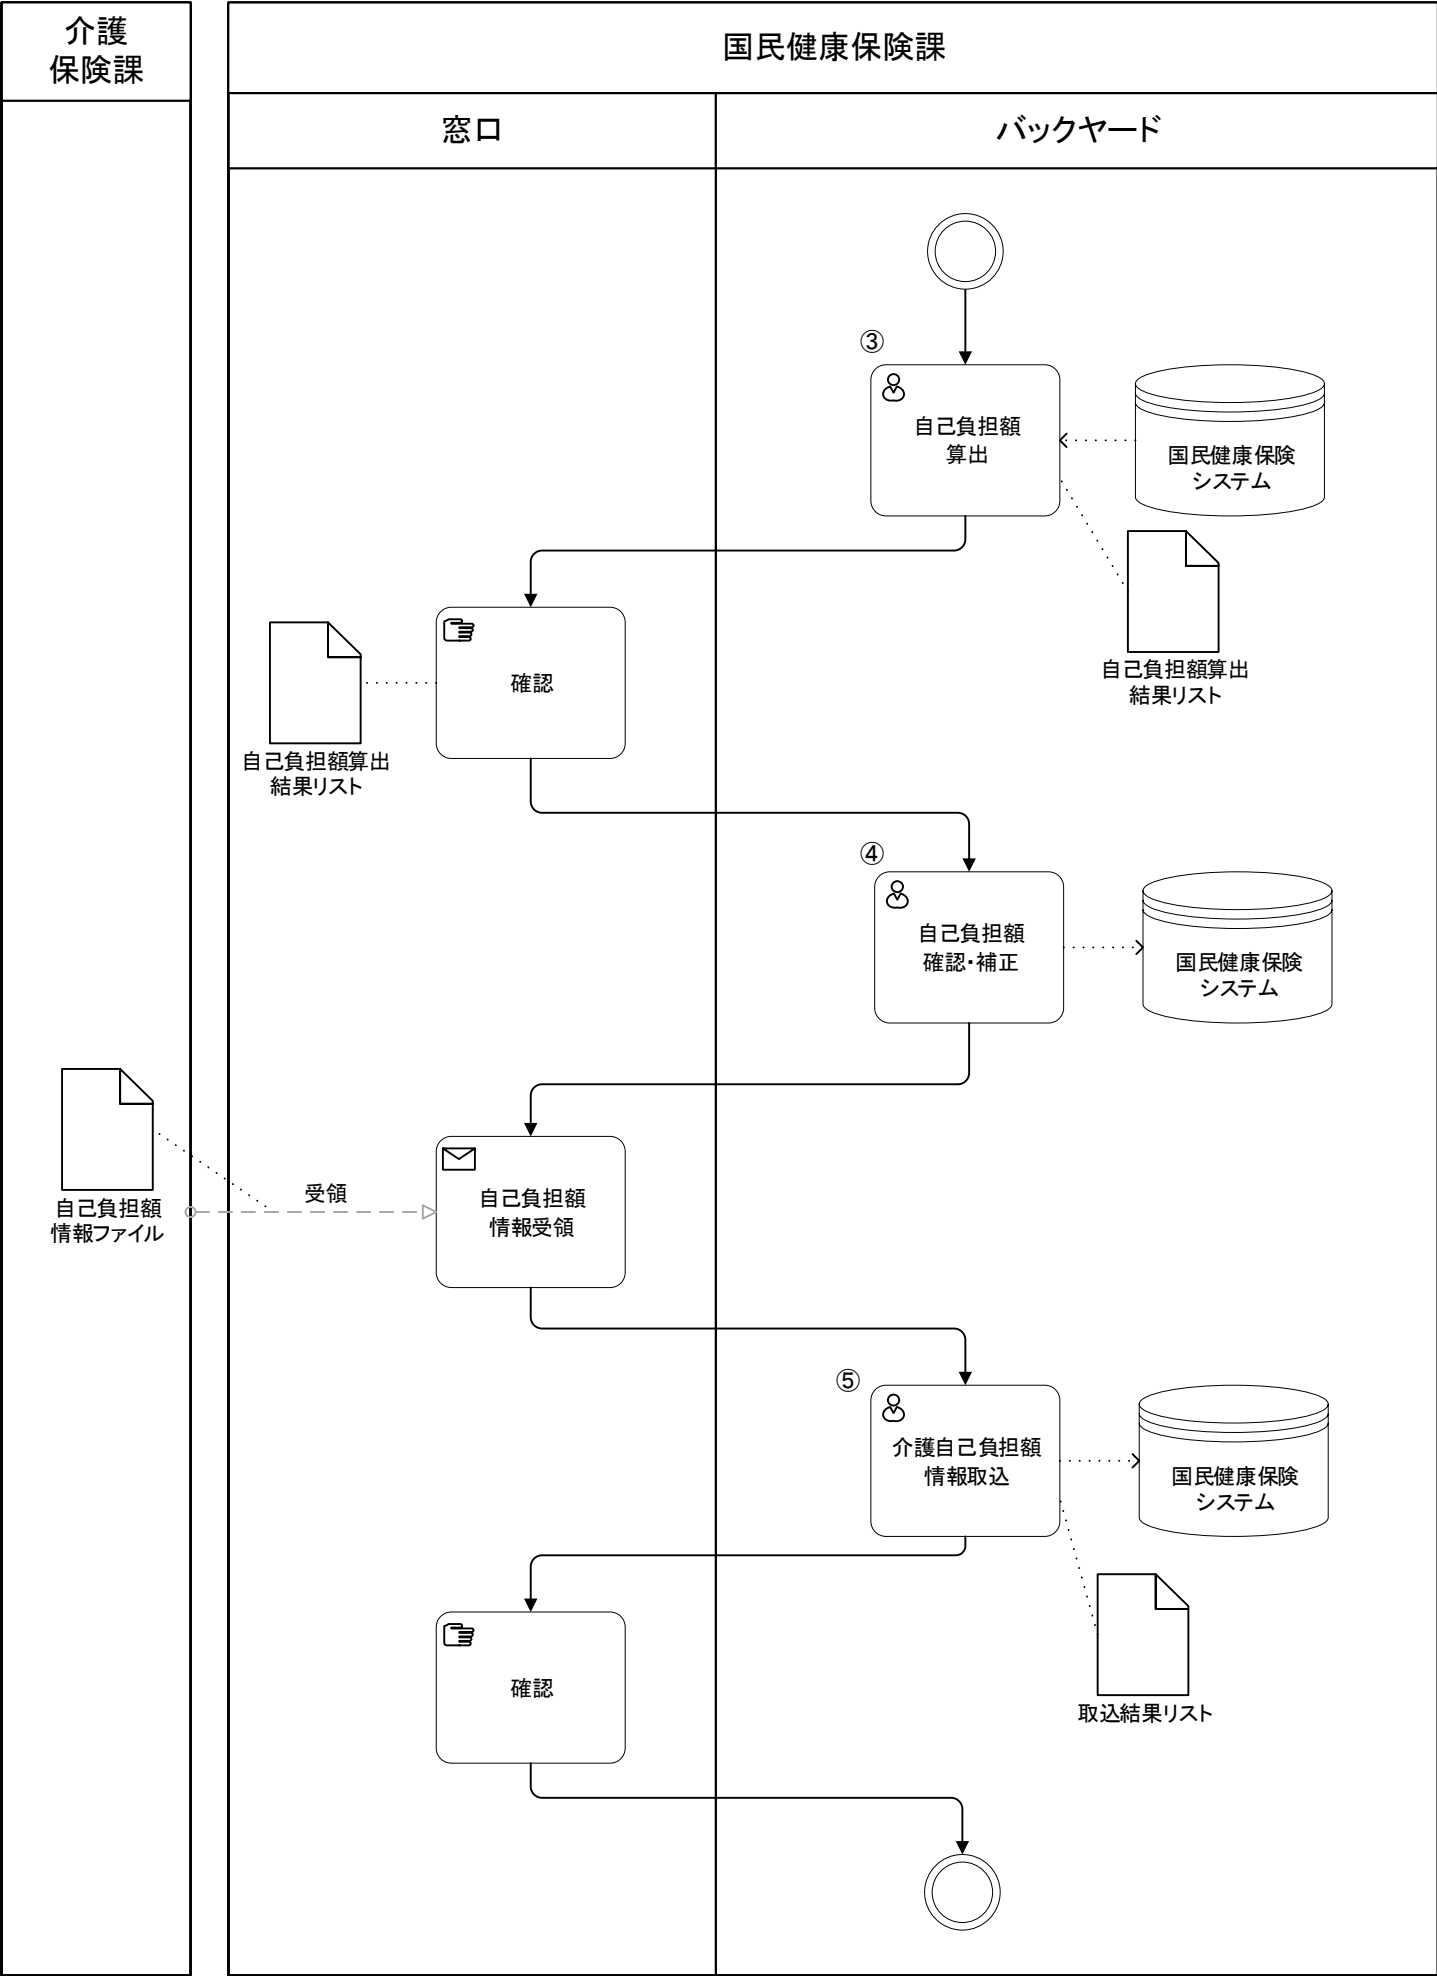 介護
保険課
国民健康保険課
窓口
バックヤード
③
自己負担額
算出
国民健康保険
システム
自己負担額算出
結果リスト
確認
自己負担額算出
結果リスト
④
自己負担額
確認・補正
国民健康保険
システム
自己負担額
情報ファイル
受領
自己負担額
情報受領
⑤
介護自己負担額
情報取込
国民健康保険
システム
取込結果リスト
確認